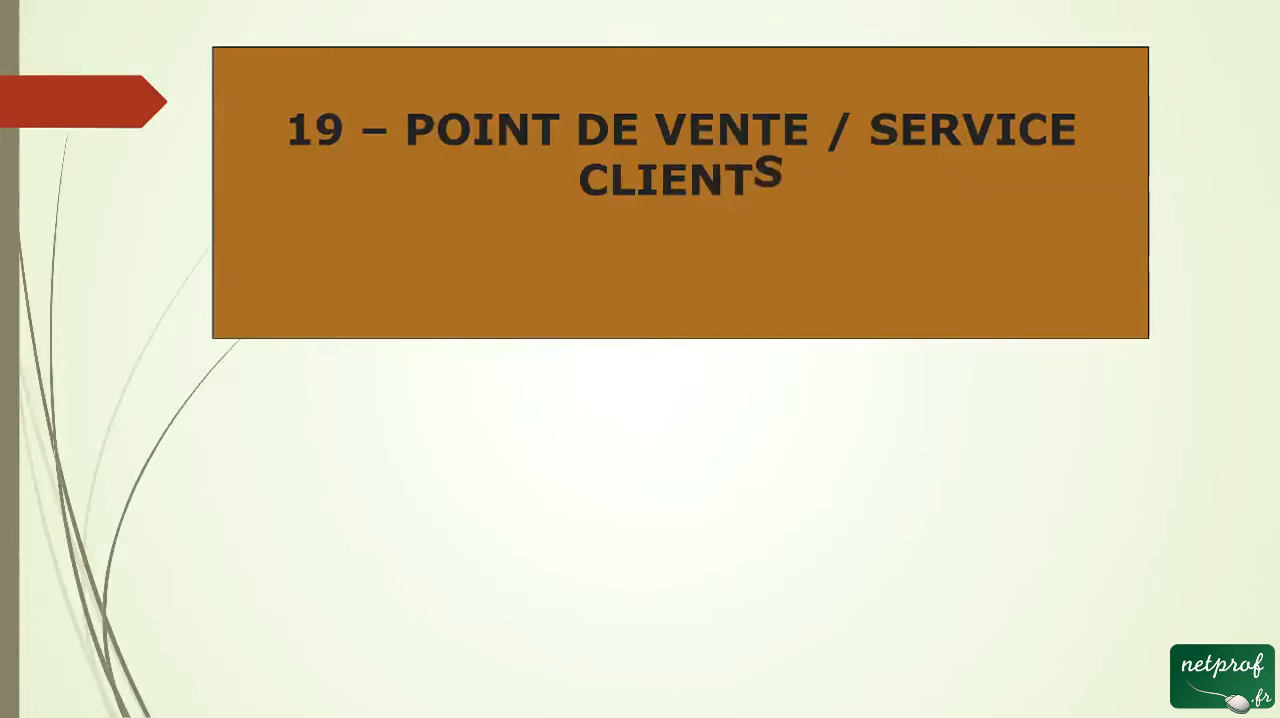 19 – POINT DE VENTE / SERVICE
CLIENTS
netprof
.fr